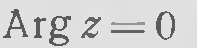 Arg z = 0